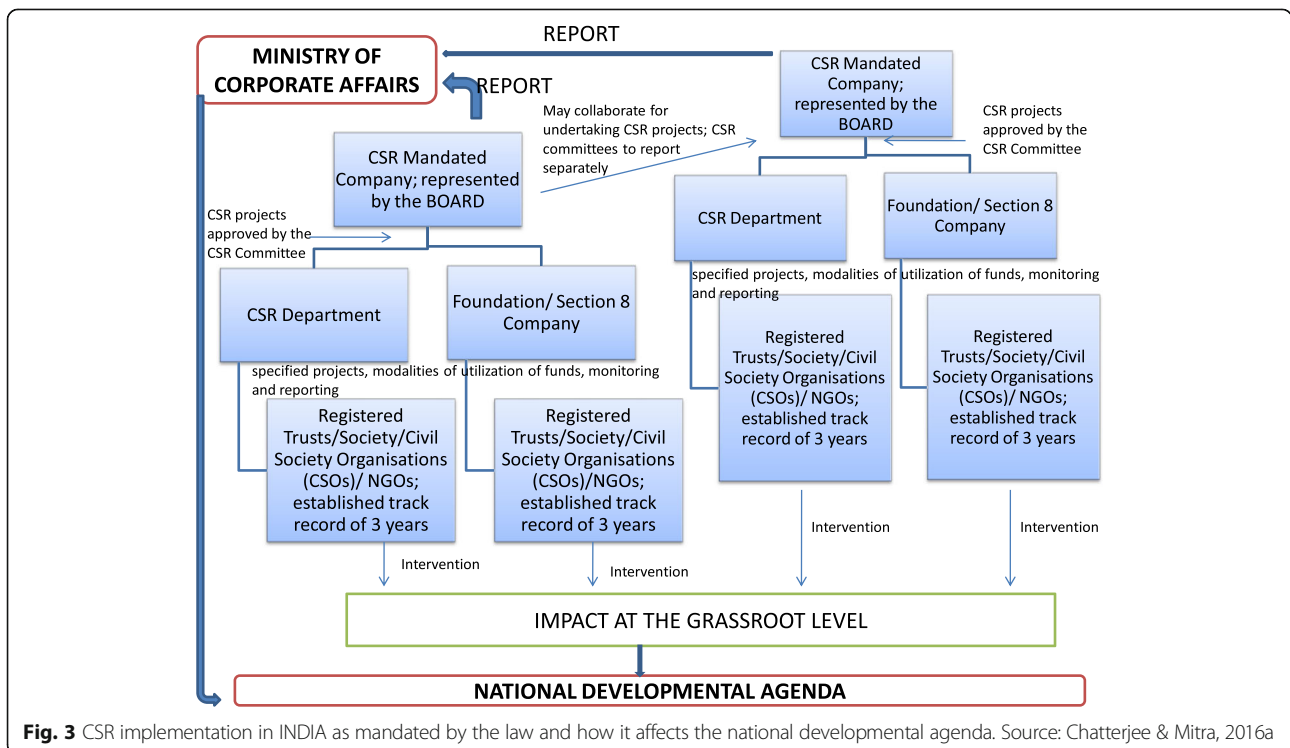 REPORT
MINISTRY OF
CORPORATE AFFAIRS
REPORT
CSR Mandated
Company;
represented by the
BOARD
May collaborate for
undertaking CSR projects; CSR
committees to report
separately
CSR projects
approved by the
CSR Committee
CSR Mandated
Company; represented
by the BOARD
CSR Department
Foundation/ Section 8
Company
CSR projects
approved by the
CSR Committee
specified projects, modalities of utilization of funds, monitoring
and reporting
CSR Department
Foundation/ Section 8
Company
Registered
Trusts/Society/Civil
Society Organisations
(CSOs)/ NGOs;
established track
record of 3 years
Registered
Trusts/Society/Civil
Society Organisations
(CSOs)/ NGOs;
established track
record of 3 years
specified projects, modalities of utilization of funds, monitoring
and reporting
Registered
Trusts/Society/Civil
Society Organisations
(CSOs)/ NGOs;
established track
record of 3 years
Registered
Trusts/Society/Civil
Society Organisations
(CSOs)/NGOs;
established track
record of 3 years
Intervention
Intervention
Intervention
Intervention
IMPACT AT THE GRASSROOT LEVEL
NATIONAL DEVELOPMENTAL AGENDA
Fig. 3 CSR implementation in INDIA as mandated by the law and how it affects the national developmental agenda. Source: Chatterjee & Mitra, 2016a